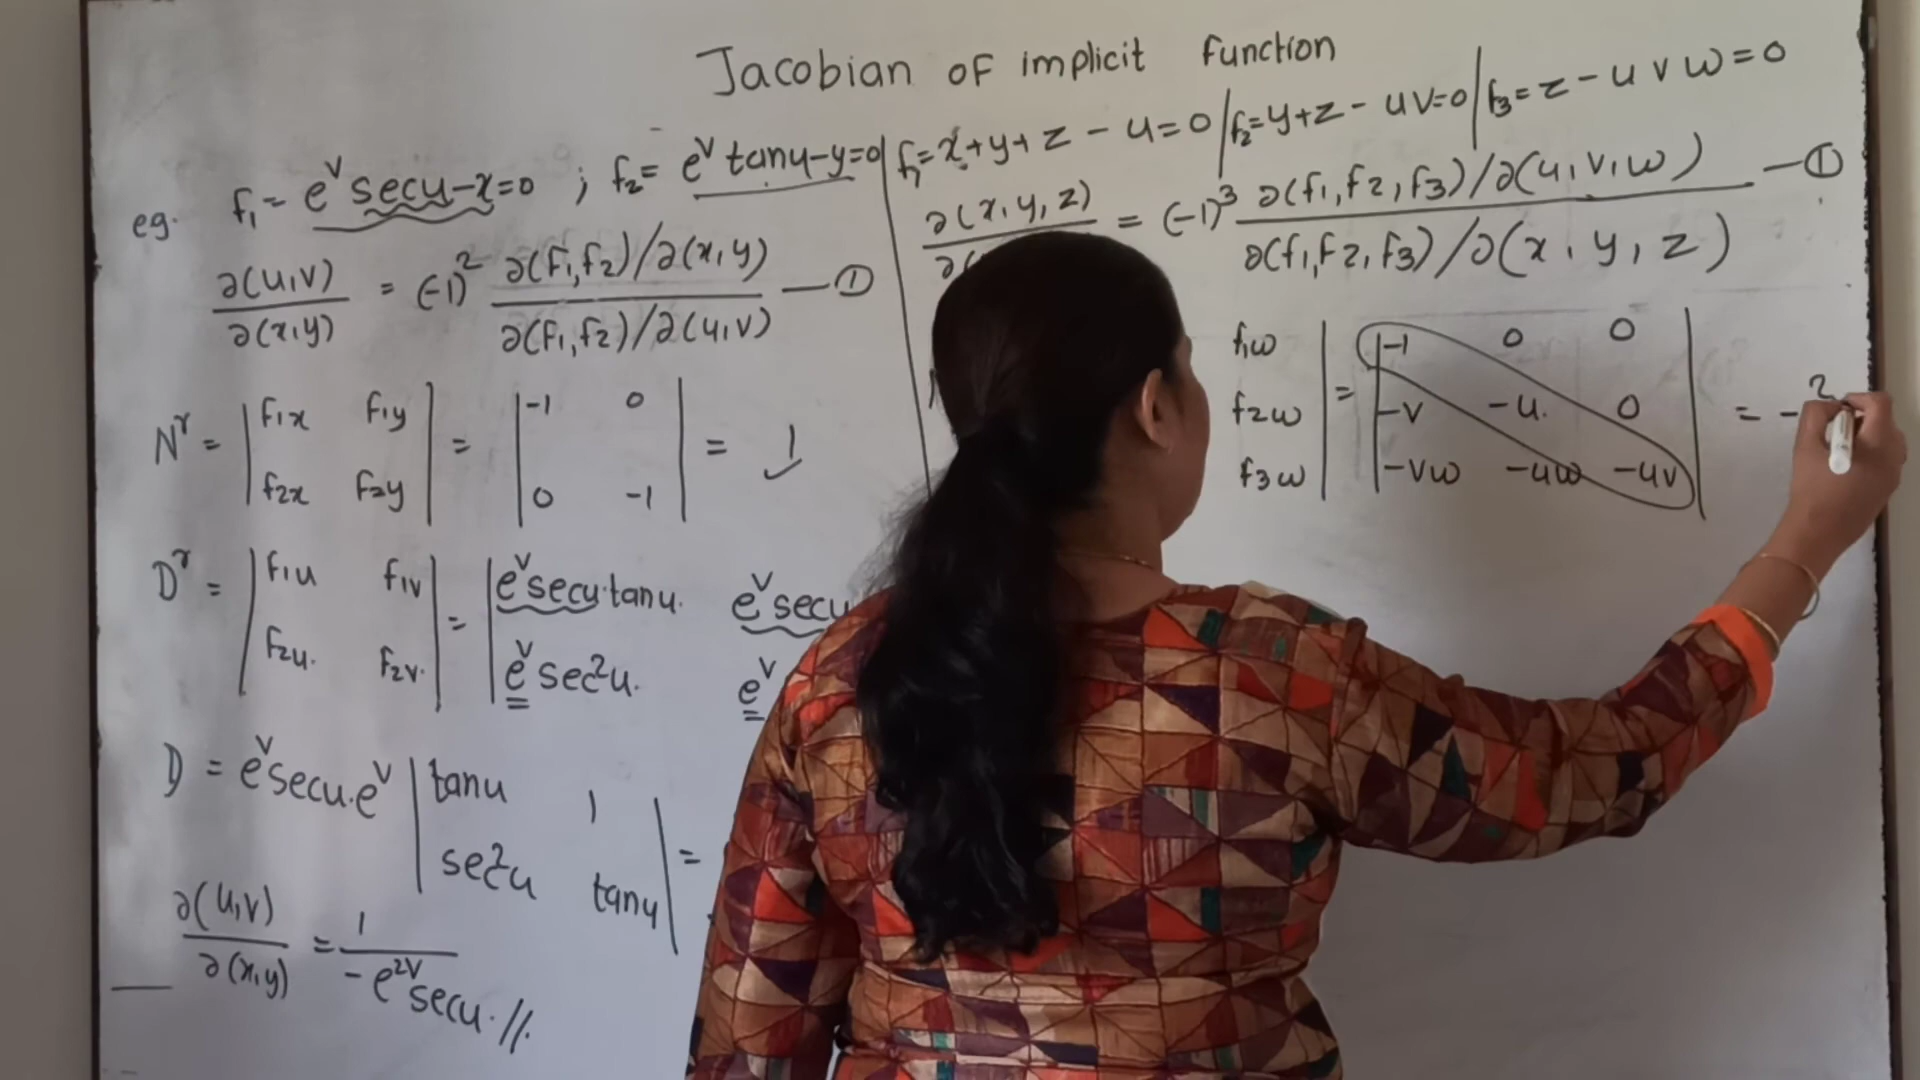 Jacobian of implicit function
eg. f₁ = e^v secu - x = 0 ; f₂ = e^v tanu - y = 0
∂(u,v)/∂(x,y) = (-1)² ∂(f₁,f₂)/∂(x,y) / ∂(f₁,f₂)/∂(u,v) — ①
Nʳ = | f₁x f₁y | = | -1 0 | = 1
| f₂x f₂y | | 0 -1 |
Dʳ = | f₁u f₁v | = | e^v secu·tanu. e^v secu
| f₂u. f₂v. | | e^v sec²u. e^v
D = e^v secu.e^v | tanu 1 | =
| sec²u tanu |
∂(u,v)/∂(x,y) = 1 / -e^2v secu. //.
f₁ = x + y + z - u = 0 | f₂ = y + z - uv = 0 | f₃ = z - u v w = 0
∂(x,y,z) / ∂( = (-1)³ ∂(f₁,f₂,f₃)/∂(u,v,w) / ∂(f₁,f₂,f₃)/∂(x,y,z) — ①
f₁w | = | -1 0 0 |
f₂w | | -v -u. 0 | = -
f₃w | | -vw -uw -uv |